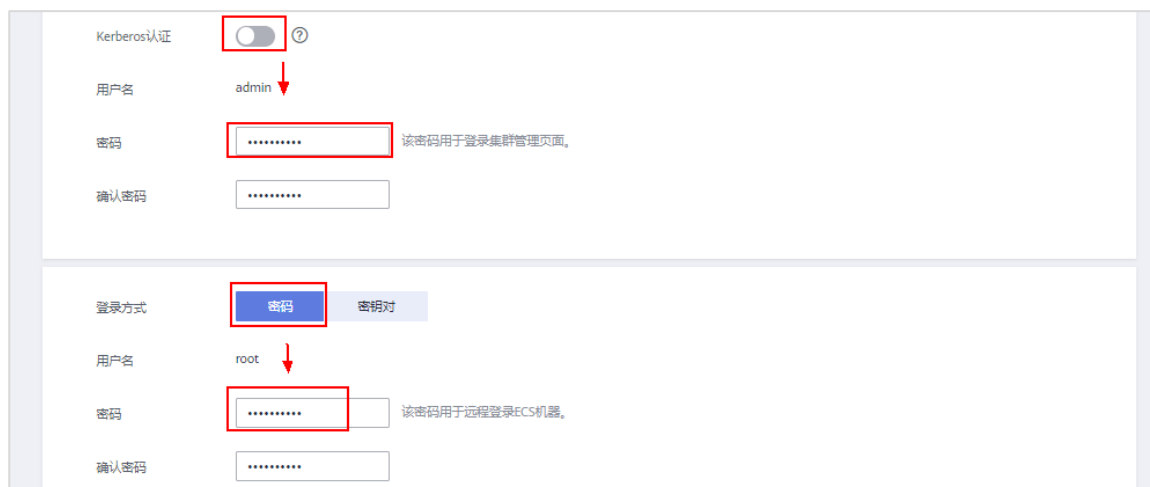 Kerberos认证 ?
用户名 admin
密码 •••••••••• 该密码用于登录集群管理页面。
确认密码 ••••••••••
登录方式 密码 密钥对
用户名 root
密码 •••••••••• 该密码用于远程登录ECS机器。
确认密码 ••••••••••